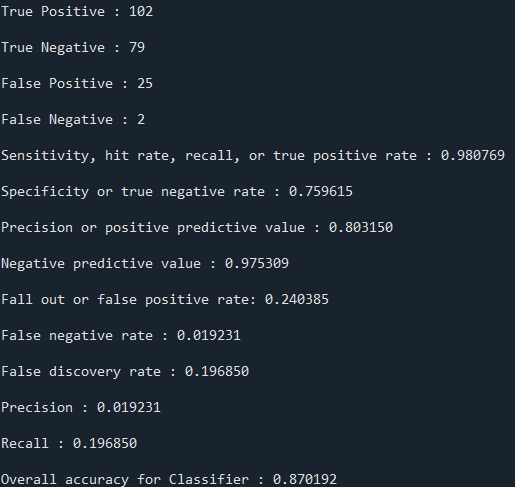 True Positive : 102
True Negative : 79
False Positive : 25
False Negative : 2
Sensitivity, hit rate, recall, or true positive rate : 0.980769
Specificity or true negative rate : 0.759615
Precision or positive predictive value : 0.803150
Negative predictive value : 0.975309
Fall out or false positive rate: 0.240385
False negative rate : 0.019231
False discovery rate : 0.196850
Precision : 0.019231
Recall : 0.196850
Overall accuracy for Classifier : 0.870192